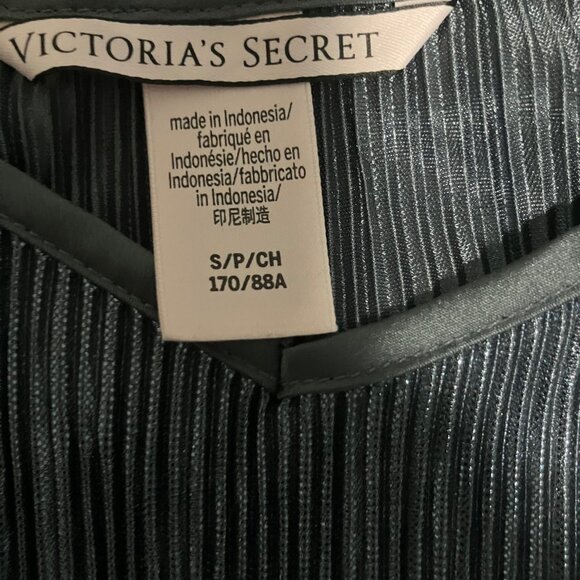 VICTORIA'S SECRET
made in Indonesia/
fabriqué en
Indonésie/hecho en
Indonesia/fabbricato
in Indonesia/
印尼制造
S/P/CH
170/88A